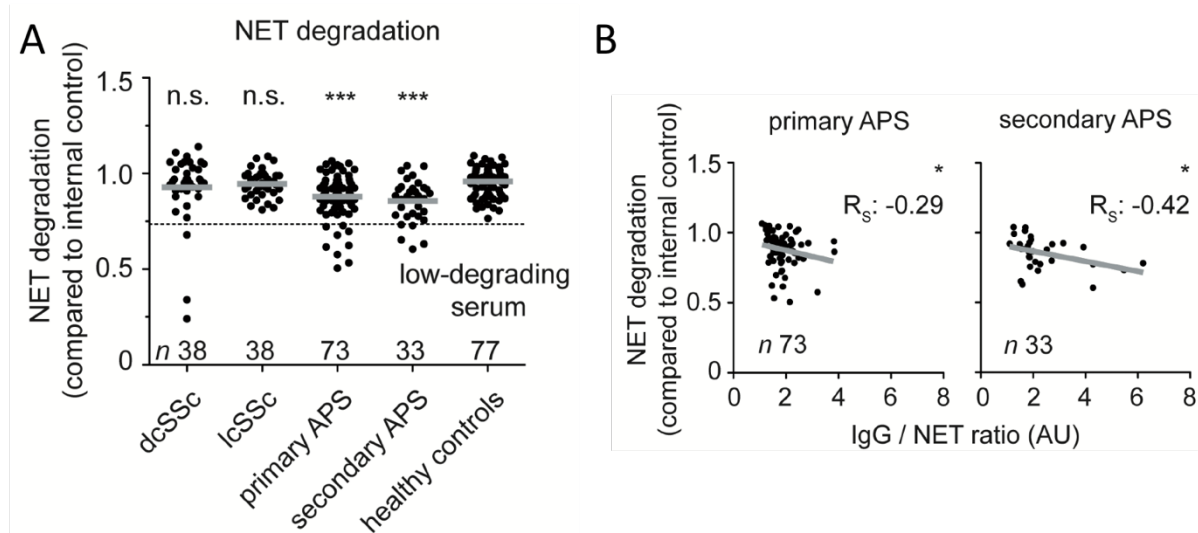 A
NET degradation
NET degradation
(compared to internal control)
1.5
1.0
0.5
0
n.s.
n.s.
***
***
low-degrading
serum
n 38
38
73
33
77
dcSSc
lcSSc
primary APS
secondary APS
healthy controls
B
primary APS
secondary APS
NET degradation
(compared to internal control)
1.5
1.0
0.5
0
*
R_S: -0.29
n 73
*
R_S: -0.42
n 33
0 2 4 6 8
0 2 4 6 8
IgG / NET ratio (AU)